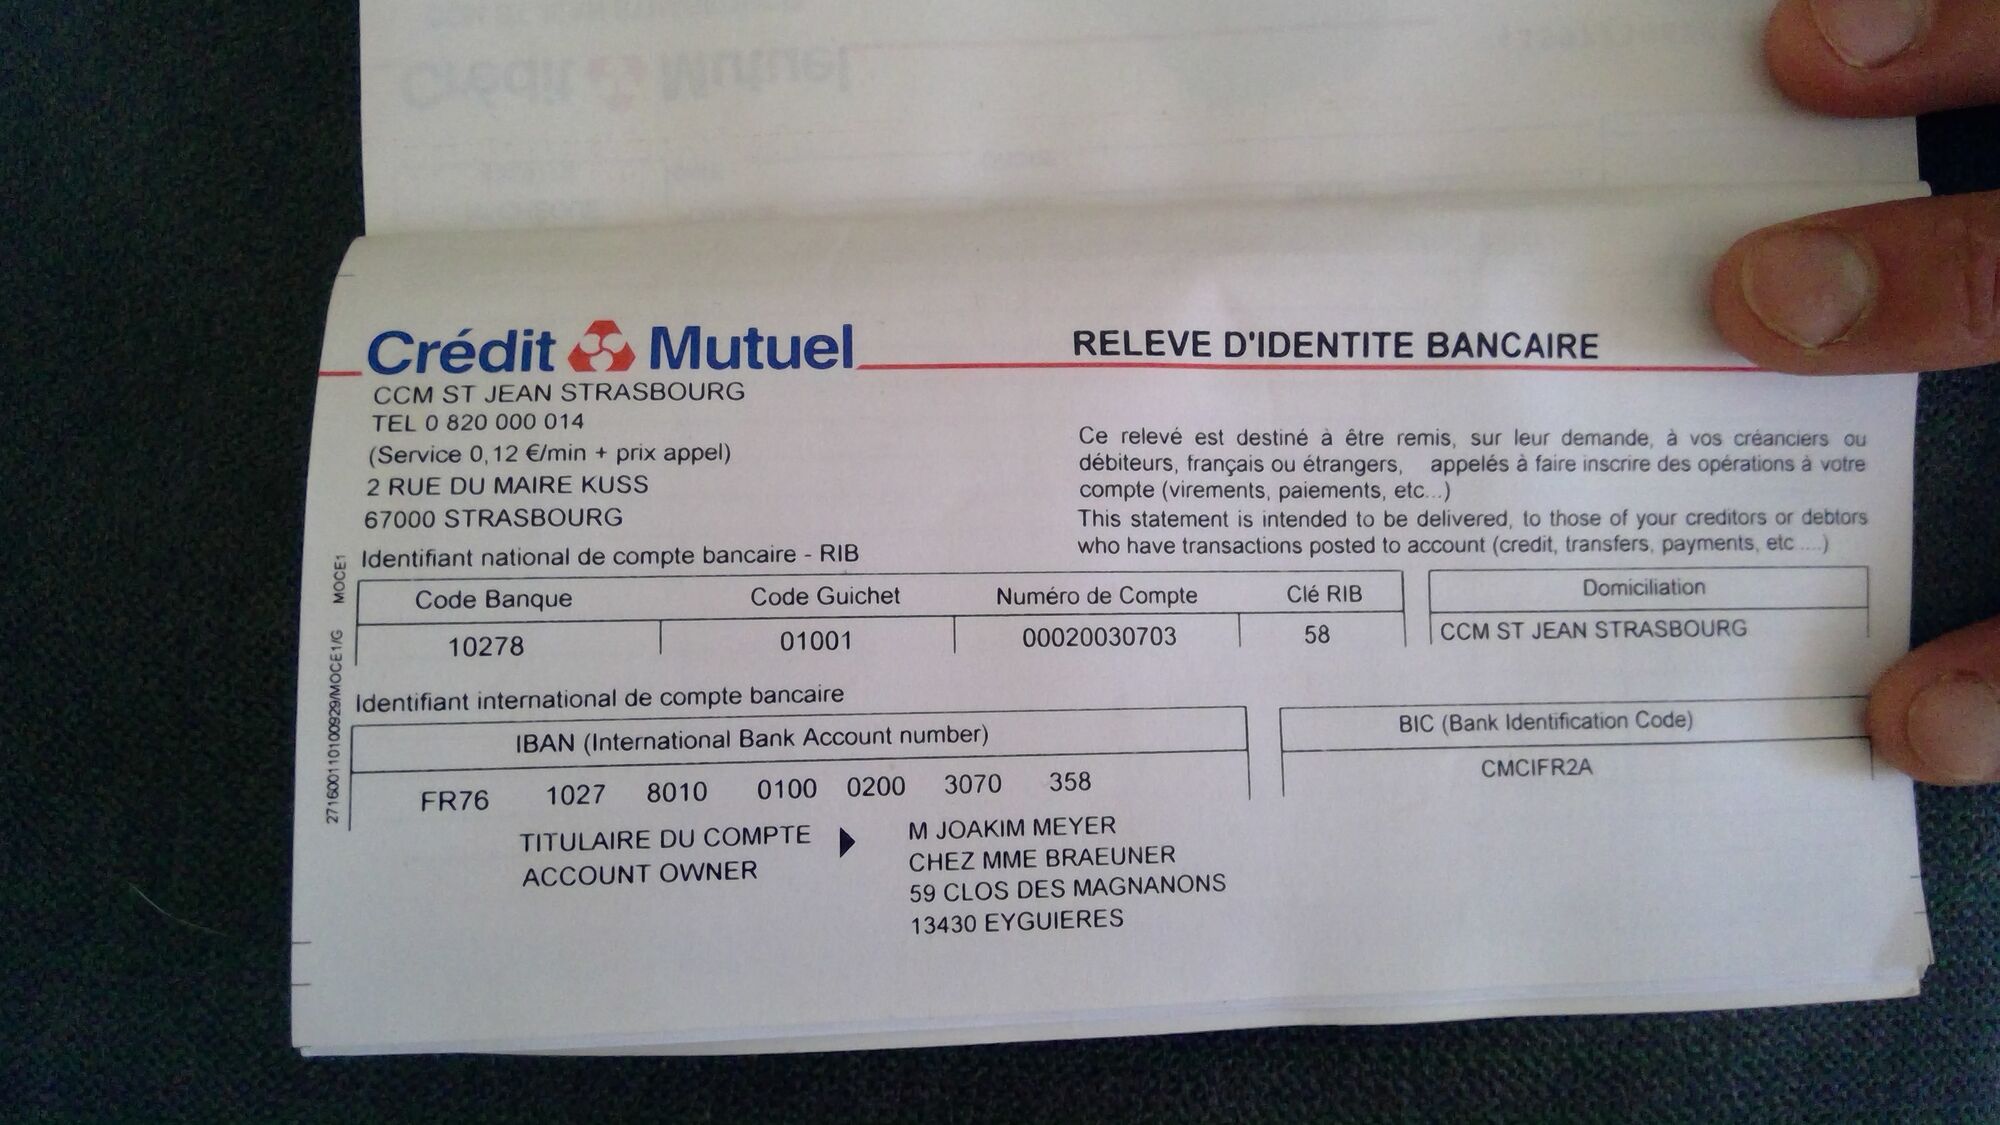 Crédit Mutuel
RELEVE D'IDENTITE BANCAIRE
CCM ST JEAN STRASBOURG
TEL 0 820 000 014
(Service 0,12 €/min + prix appel)
2 RUE DU MAIRE KUSS
67000 STRASBOURG
Ce relevé est destiné à être remis, sur leur demande, à vos créanciers ou
débiteurs, français ou étrangers, appelés à faire inscrire des opérations à votre
compte (virements, paiements, etc...)
This statement is intended to be delivered, to those of your creditors or debtors
who have transactions posted to account (credit, transfers, payments, etc ....)
Identifiant national de compte bancaire - RIB
Code Banque Code Guichet Numéro de Compte Clé RIB Domiciliation
10278 01001 00020030703 58 CCM ST JEAN STRASBOURG
Identifiant international de compte bancaire
IBAN (International Bank Account number) BIC (Bank Identification Code)
FR76 1027 8010 0100 0200 3070 358 CMCIFR2A
TITULAIRE DU COMPTE M JOAKIM MEYER
ACCOUNT OWNER CHEZ MME BRAEUNER
59 CLOS DES MAGNANONS
13430 EYGUIERES